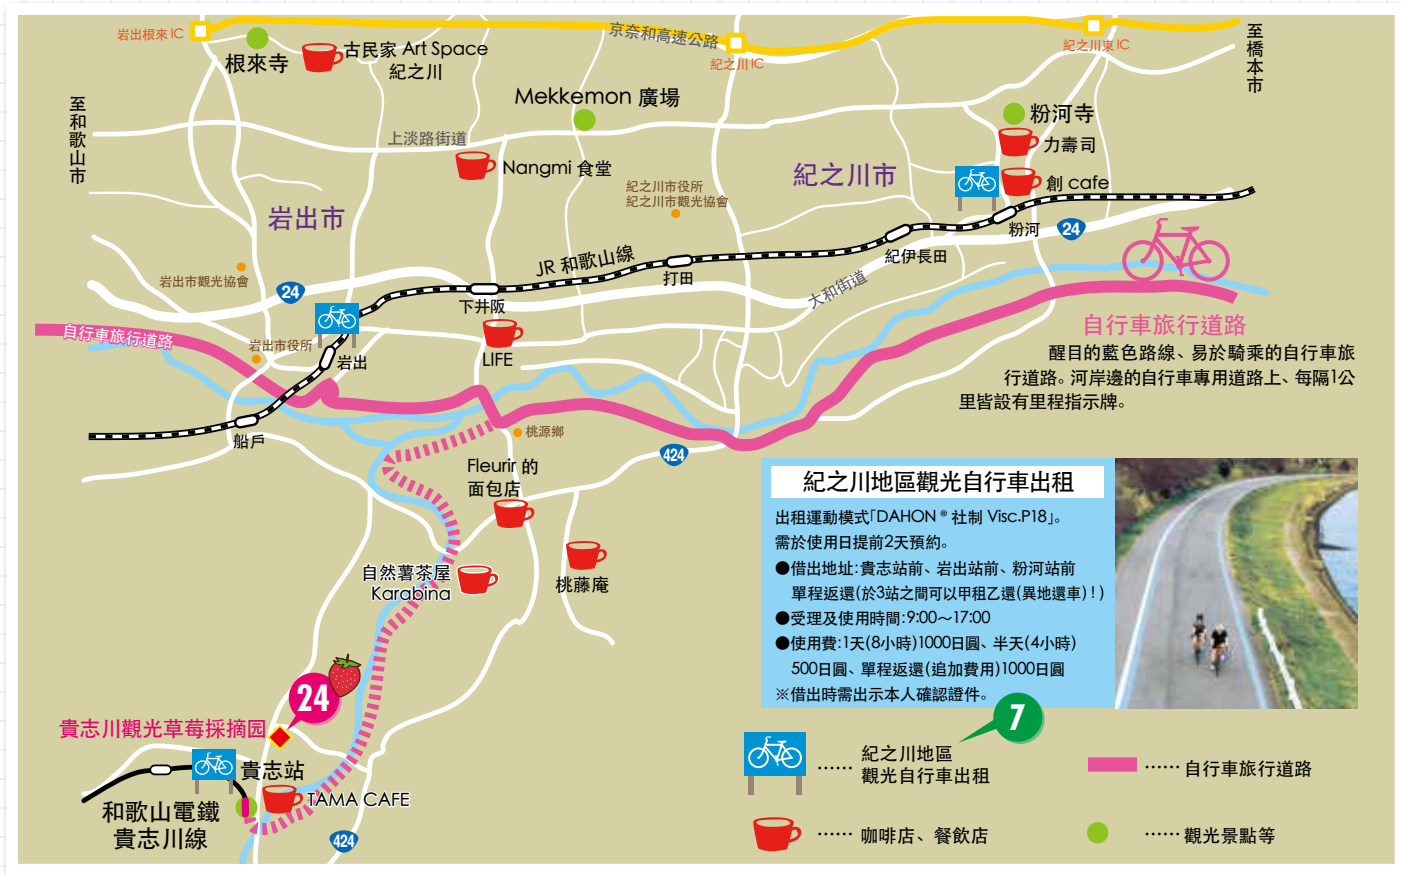 岩出根來 IC
根來寺
古民家 Art Space
紀之川
京奈和高速公路
紀之川 IC
紀之川東 IC
至橋本市
至和歌山市
Mekkemon 廣場
上淡路街道
Nangmi 食堂
粉河寺
力壽司
創 cafe
紀之川市
紀之川市役所
紀之川市觀光協會
岩出市
岩出市觀光協會
24
JR 和歌山線
打田
紀伊長田
粉河
24
大和街道
下井阪
LIFE
自行車旅行道路
岩出市役所
岩出
船戶
自行車旅行道路
醒目的藍色路線、易於騎乘的自行車旅
行道路。河岸邊的自行車專用道路上、每隔1公
里皆設有里程指示牌。
桃源鄉
424
Fleurir 的
面包店
自然薯茶屋
Karabina
桃藤庵
紀之川地區觀光自行車出租
出租運動模式「DAHON ® 社制 Visc.P18」。
需於使用日提前2天預約。
●借出地址:貴志站前、岩出站前、粉河站前
單程返還(於3站之間可以甲租乙還(異地還車)!)
●受理及使用時間:9:00～17:00
●使用費:1天(8小時)1000日圓、半天(4小時)
500日圓、單程返還(追加費用)1000日圓
※借出時需出示本人確認證件。
24
貴志川觀光草莓採摘园
貴志站
TAMA CAFE
和歌山電鐵
貴志川線
424
7
······ 紀之川地區
觀光自行車出租
······ 自行車旅行道路
······ 咖啡店、餐飲店
······ 觀光景點等